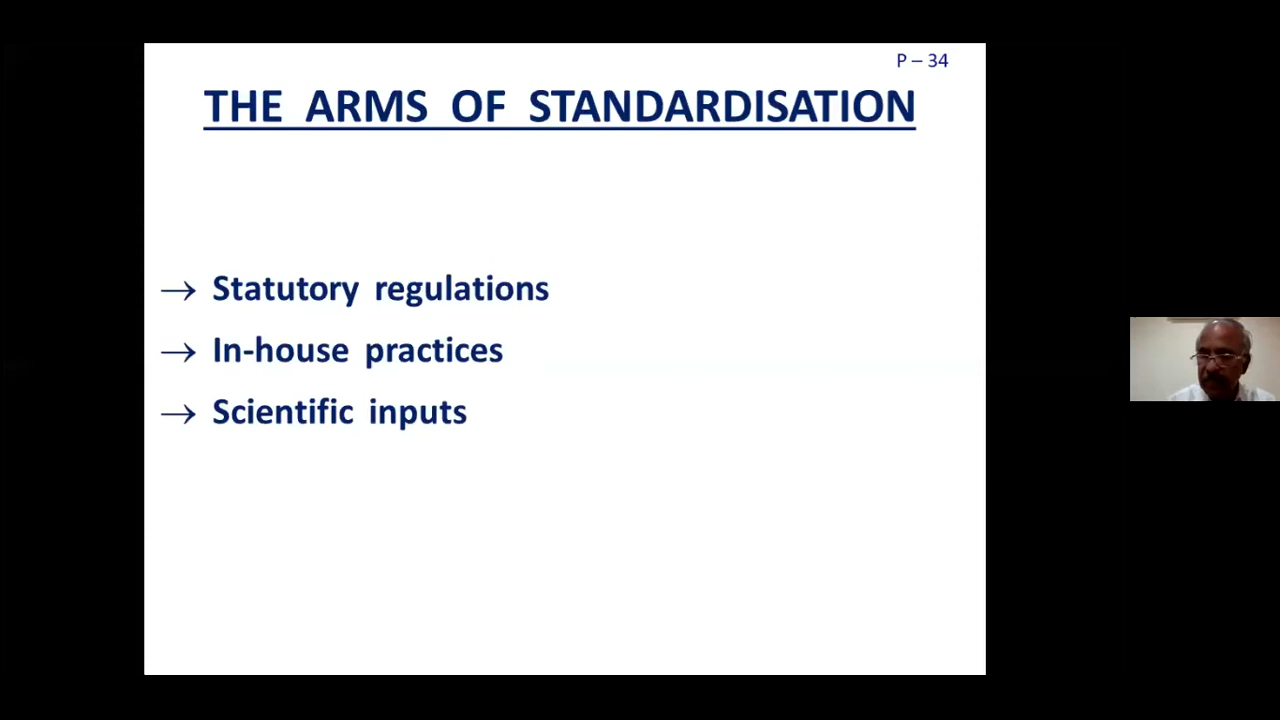 P – 34
THE ARMS OF STANDARDISATION
→ Statutory regulations
→ In-house practices
→ Scientific inputs